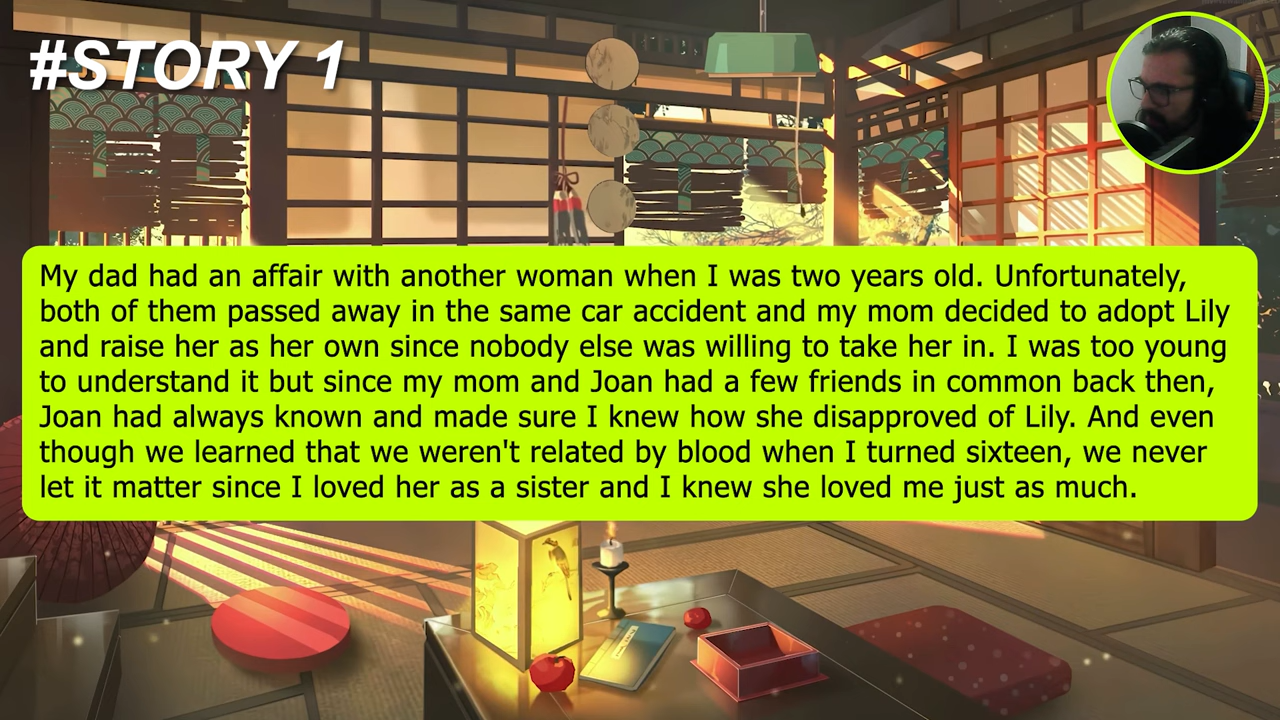 #STORY 1
My dad had an affair with another woman when I was two years old. Unfortunately,
both of them passed away in the same car accident and my mom decided to adopt Lily
and raise her as her own since nobody else was willing to take her in. I was too young
to understand it but since my mom and Joan had a few friends in common back then,
Joan had always known and made sure I knew how she disapproved of Lily. And even
though we learned that we weren't related by blood when I turned sixteen, we never
let it matter since I loved her as a sister and I knew she loved me just as much.